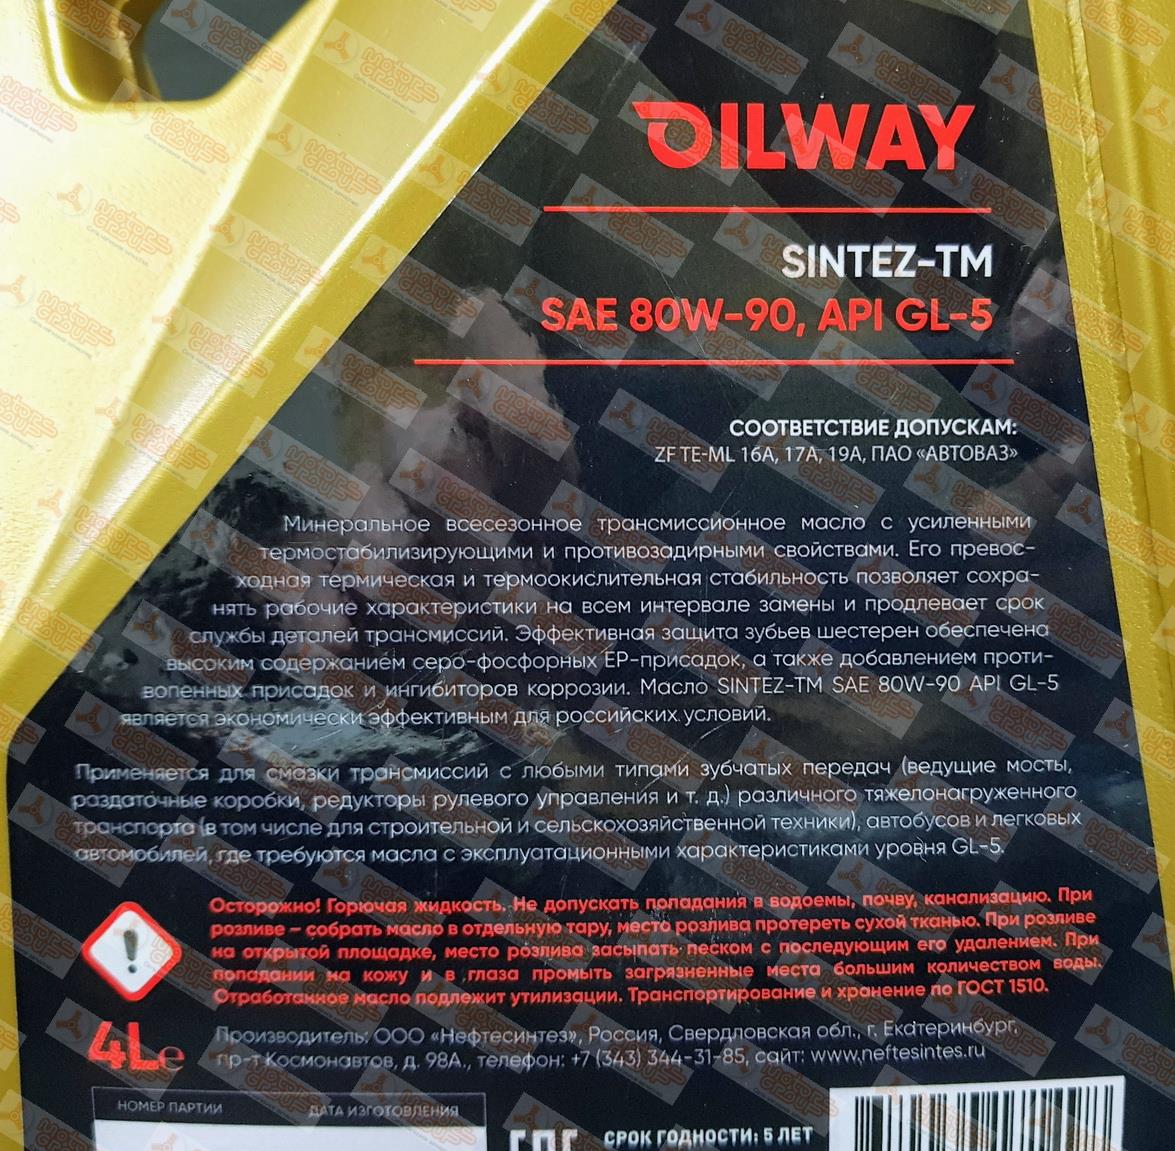 OILWAY
SINTEZ-TM
SAE 80W-90, API GL-5
СООТВЕТСТВИЕ ДОПУСКАМ:
ZF TE-ML 16A, 17A, 19A, ПАО «АВТОВАЗ»
Минеральное всесезонное трансмиссионное масло с усиленными
термостабилизирующими и противозадирными свойствами. Его превос-
ходная термическая и термоокислительная стабильность позволяет сохра-
нять рабочие характеристики на всем интервале замены и продлевает срок
службы деталей трансмиссий. Эффективная защита зубьев шестерен обеспечена
высоким содержанием серо-фосфорных EP-присадок, а также добавлением проти-
вопенных присадок и ингибиторов коррозии. Масло SINTEZ-TM SAE 80W-90 API GL-5
является экономически эффективным для российских условий.
Применяется для смазки трансмиссий с любыми типами зубчатых передач (ведущие мосты,
раздаточные коробки, редукторы рулевого управления и т. д.) различного тяжелонагруженного
транспорта (в том числе для строительной и сельскохозяйственной техники), автобусов и легковых
автомобилей, где требуются масла с эксплуатационными характеристиками уровня GL-5.
Осторожно! Горючая жидкость. Не допускать попадания в водоемы, почву, канализацию. При
розливе – собрать масло в отдельную тару, место розлива протереть сухой тканью. При розливе
на открытой площадке, место розлива засыпать песком с последующим его удалением. При
попадании на кожу и в глаза промыть загрязненные места большим количеством воды.
Отработанное масло подлежит утилизации. Транспортирование и хранение по ГОСТ 1510.
4L e
Производитель: ООО «Нефтесинтез», Россия, Свердловская обл., г. Екатеринбург,
пр-т Космонавтов, д. 98А., телефон: +7 (343) 344-31-85, сайт: www.neftesintes.ru
НОМЕР ПАРТИИ ДАТА ИЗГОТОВЛЕНИЯ
СРОК ГОДНОСТИ: 5 ЛЕТ